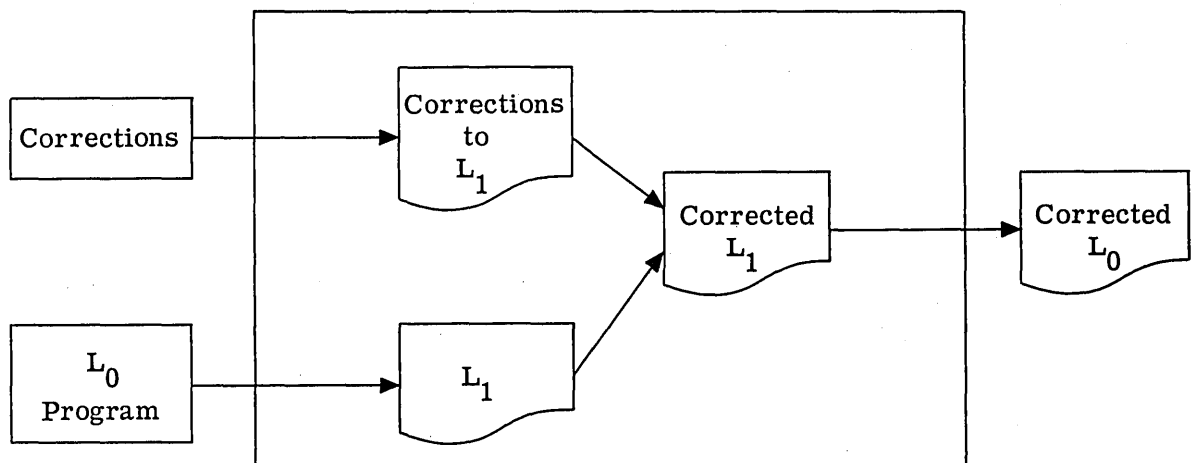 Corrections
Corrections
to
L₁
Corrected
L₁
Corrected
L₀
L₀
Program
L₁